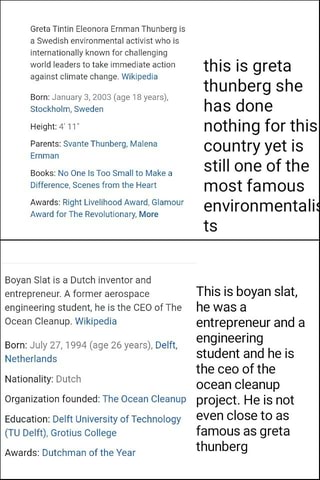 Greta Tintin Eleonora Ernman Thunberg is
a Swedish environmental activist who is
internationally known for challenging
world leaders to take immediate action
against climate change. Wikipedia
Born: January 3, 2003 (age 18 years),
Stockholm, Sweden
Height: 4′ 11″
Parents: Svante Thunberg, Malena
Ernman
Books: No One Is Too Small to Make a
Difference, Scenes from the Heart
Awards: Right Livelihood Award, Glamour
Award for The Revolutionary, More
this is greta
thunberg she
has done
nothing for this
country yet is
still one of the
most famous
environmentalis
ts
Boyan Slat is a Dutch inventor and
entrepreneur. A former aerospace
engineering student, he is the CEO of The
Ocean Cleanup. Wikipedia
Born: July 27, 1994 (age 26 years), Delft,
Netherlands
Nationality: Dutch
Organization founded: The Ocean Cleanup
Education: Delft University of Technology
(TU Delft), Grotius College
Awards: Dutchman of the Year
This is boyan slat,
he was a
entrepreneur and a
engineering
student and he is
the ceo of the
ocean cleanup
project. He is not
even close to as
famous as greta
thunberg